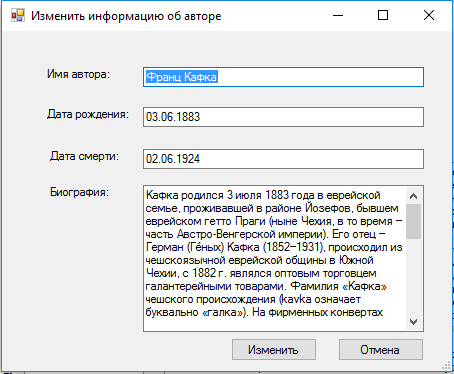 Изменить информацию об авторе
Имя автора: Франц Кафка
Дата рождения: 03.06.1883
Дата смерти: 02.06.1924
Биография:
Кафка родился 3 июля 1883 года в еврейской
семье, проживавшей в районе Йозефов, бывшем
еврейском гетто Праги (ныне Чехия, в то время –
часть Австро-Венгерской империи). Его отец –
Герман (Ге́ных) Кафка (1852–1931), происходил из
чешскоязычной еврейской общины в Южной
Чехии, с 1882 г. являлся оптовым торговцем
галантерейными товарами. Фамилия «Кафка»
чешского происхождения (kavka означает
буквально «галка»). На фирменных конвертах
Изменить Отмена